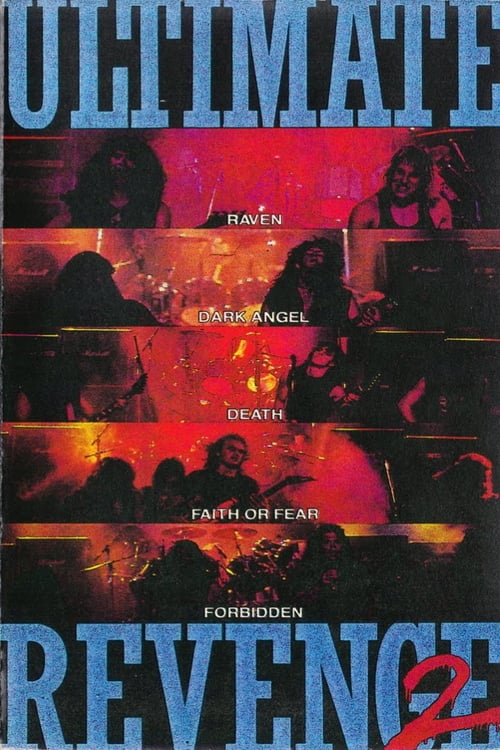 ULTIMATE
RAVEN
DARK ANGEL
DEATH
FAITH OR FEAR
FORBIDDEN
REVENGE 2